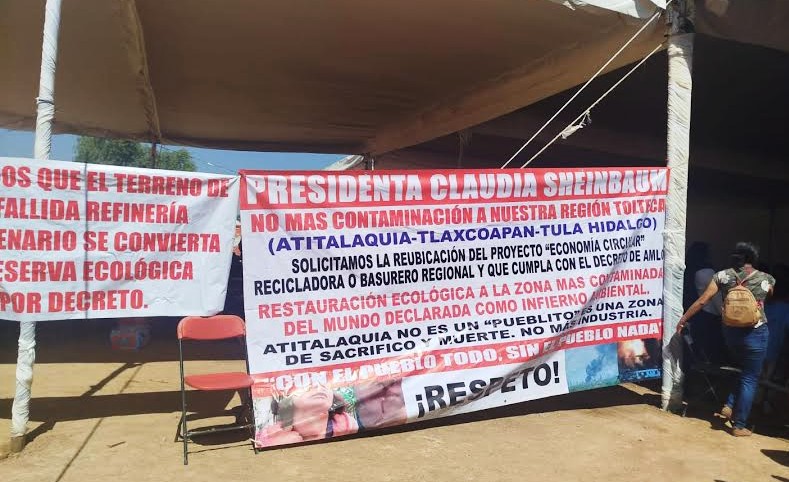 OS QUE EL TERRENO DE
FALLIDA REFINERÍA
ENARIO SE CONVIERTA
ESERVA ECOLÓGICA
POR DECRETO.
PRESIDENTA CLAUDIA SHEINBAUM
NO MAS CONTAMINACIÓN A NUESTRA REGIÓN TOLTECA
(ATITALAQUIA-TLAXCOAPAN-TULA HIDALGO)
SOLICITAMOS LA REUBICACIÓN DEL PROYECTO "ECONOMÍA CIRCULAR"
RECICLADORA O BASURERO REGIONAL Y QUE CUMPLA CON EL DECRETO DE AMLO
RESTAURACIÓN ECOLÓGICA A LA ZONA MAS CONTAMINADA
DEL MUNDO DECLARADA COMO INFIERNO AMBIENTAL.
ATITALAQUIA NO ES UN "PUEBLITO" ES UNA ZONA
DE SACRIFICO Y MUERTE. NO MAS INDUSTRIA.
"CON EL PUEBLO TODO, SIN EL PUEBLO NADA"
¡RESPETO!